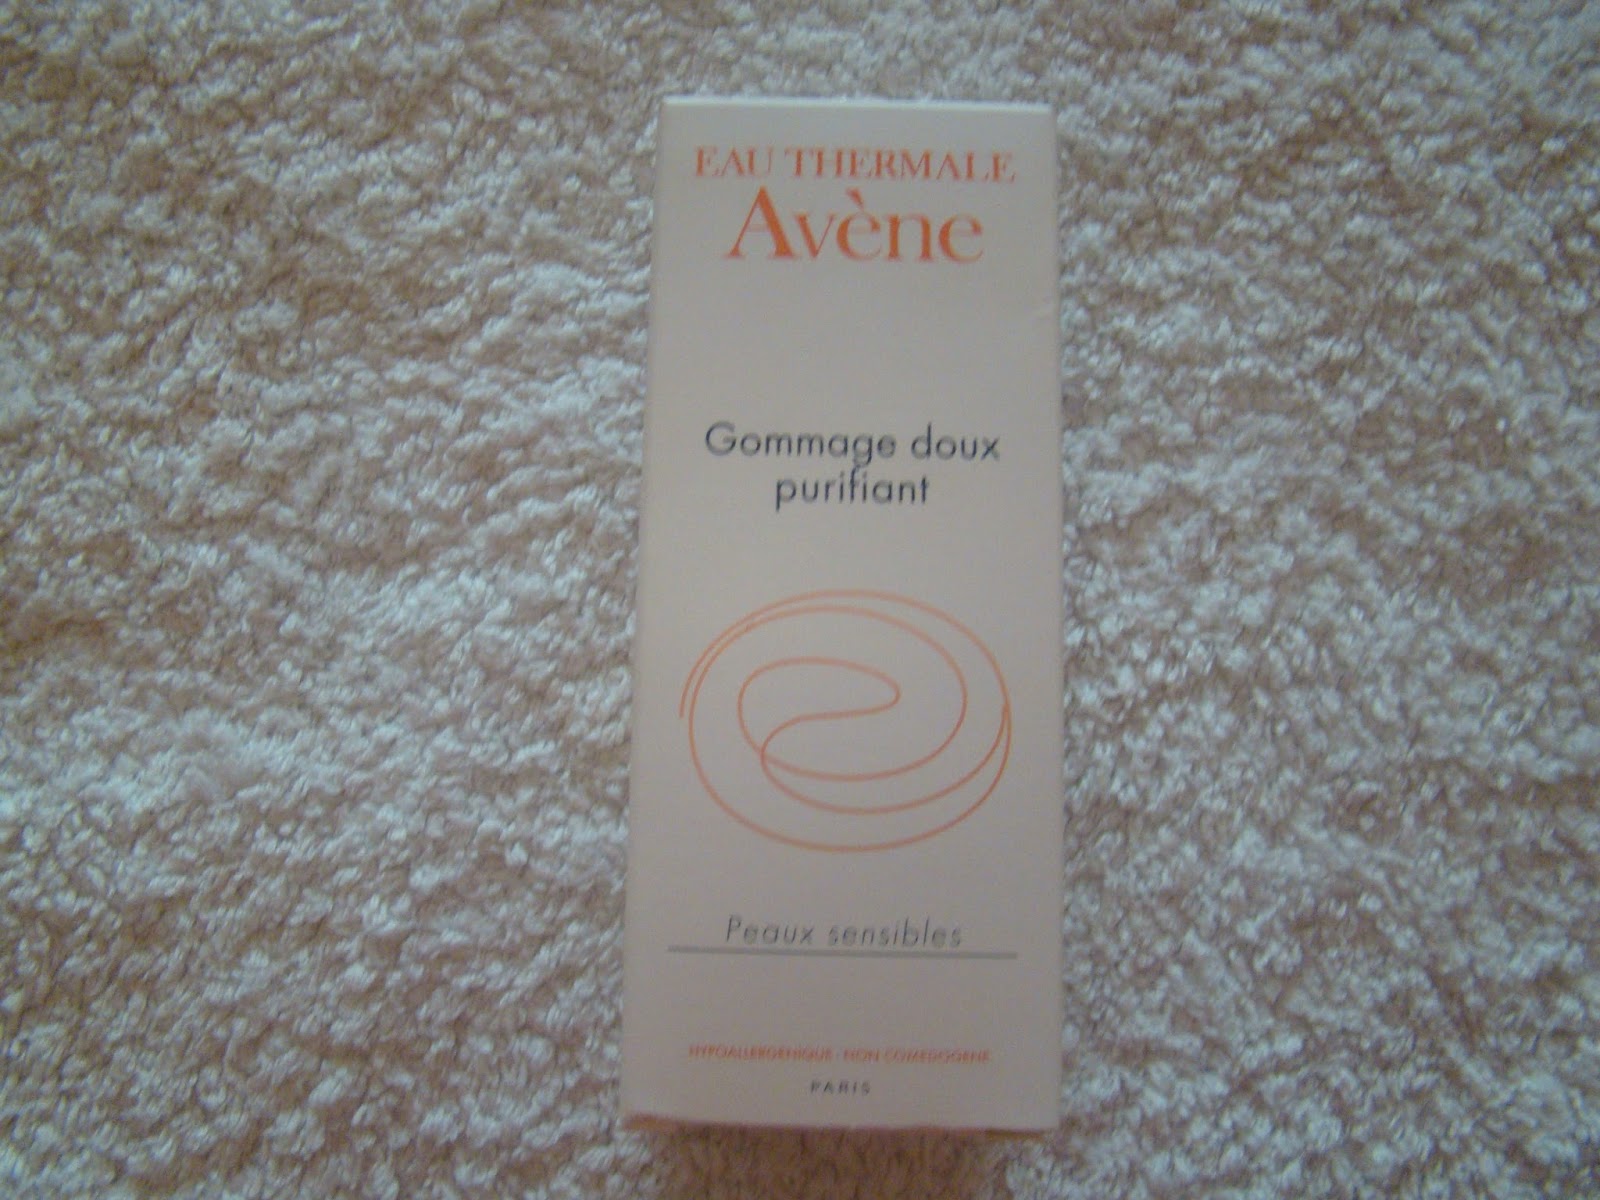 EAU THERMALE
Avène
Gommage doux
purifiant
Peaux sensibles
HYPOALLERGÉNIQUE - NON COMÉDOGÈNE
PARIS